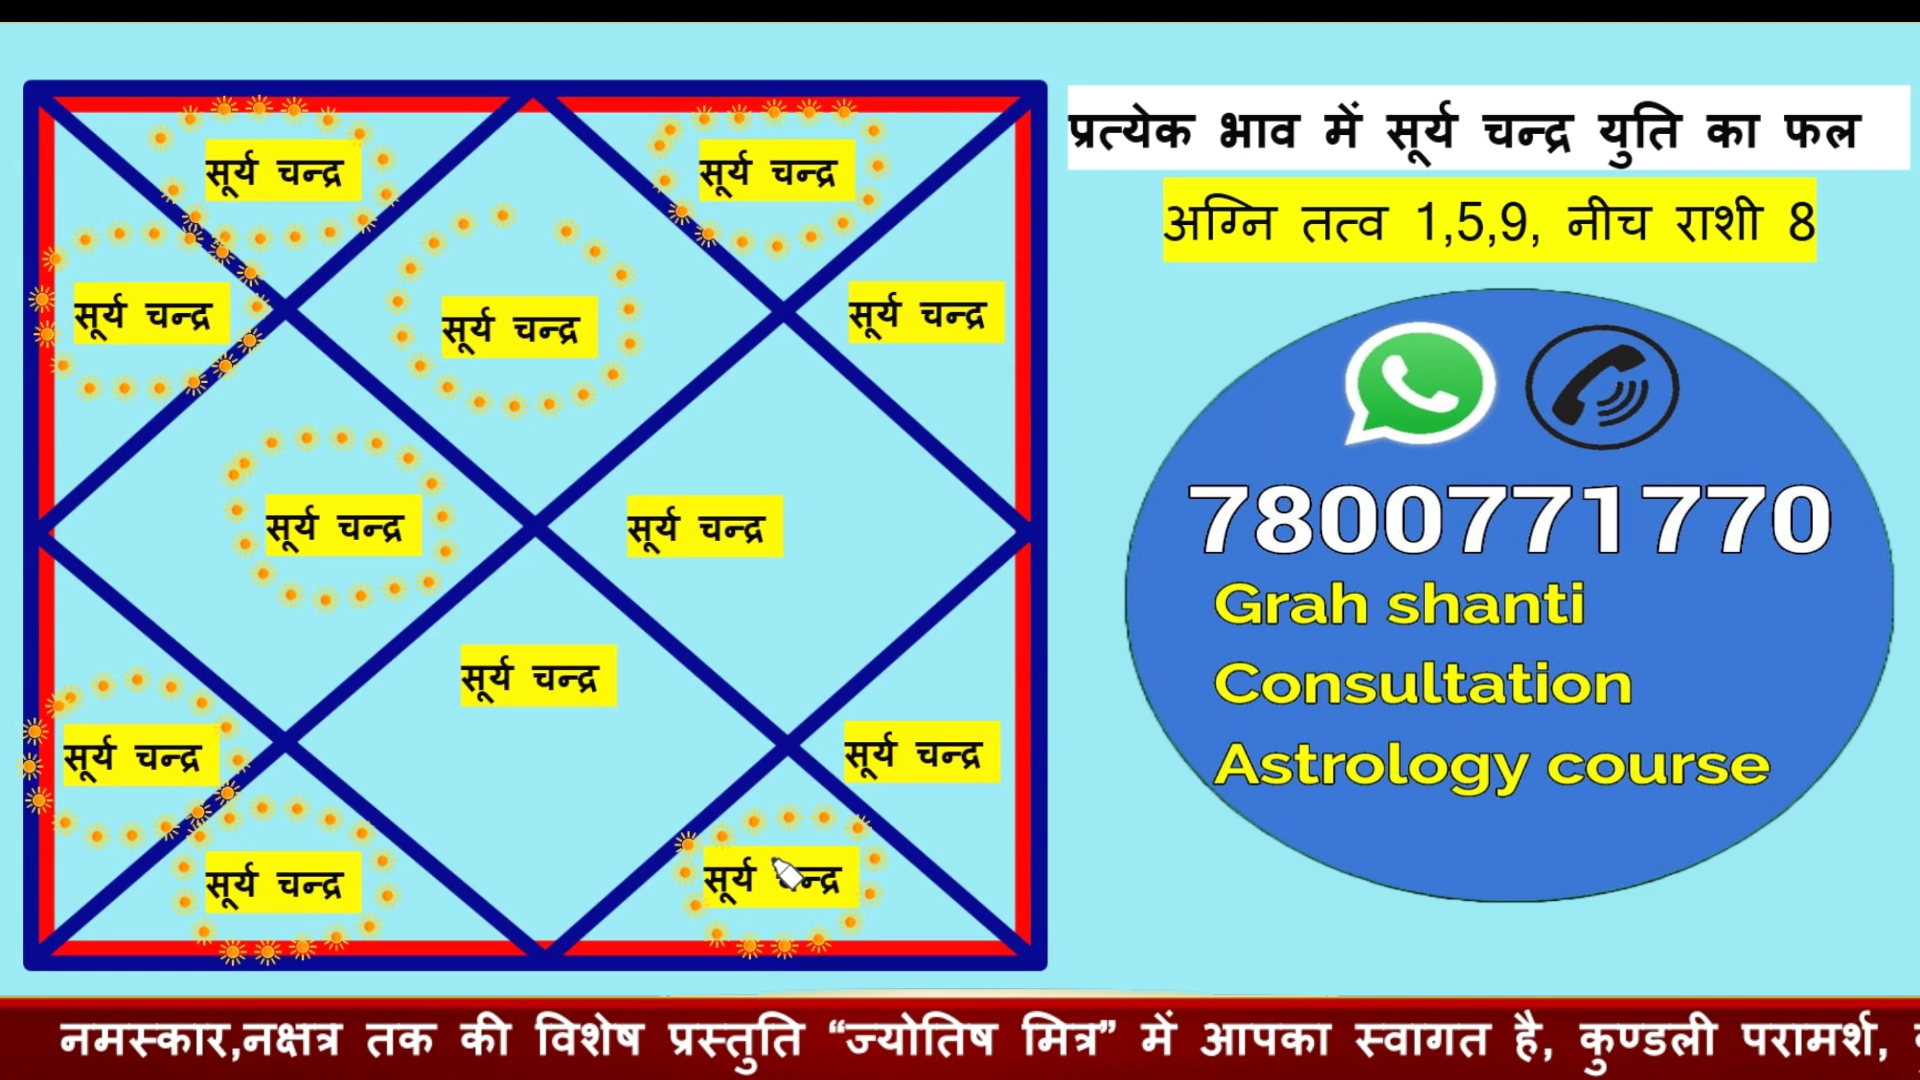 प्रत्येक भाव में सूर्य चन्द्र युति का फल
अग्नि तत्व 1,5,9, नीच राशी 8
सूर्य चन्द्र
सूर्य चन्द्र
सूर्य चन्द्र
सूर्य चन्द्र
सूर्य चन्द्र
सूर्य चन्द्र
सूर्य चन्द्र
सूर्य चन्द्र
सूर्य चन्द्र
सूर्य चन्द्र
सूर्य चन्द्र
सूर्य
7800771770
Grah shanti
Consultation
Astrology course
नमस्कार,नक्षत्र तक की विशेष प्रस्तुति “ज्योतिष मित्र” में आपका स्वागत है, कुण्डली परामर्श,